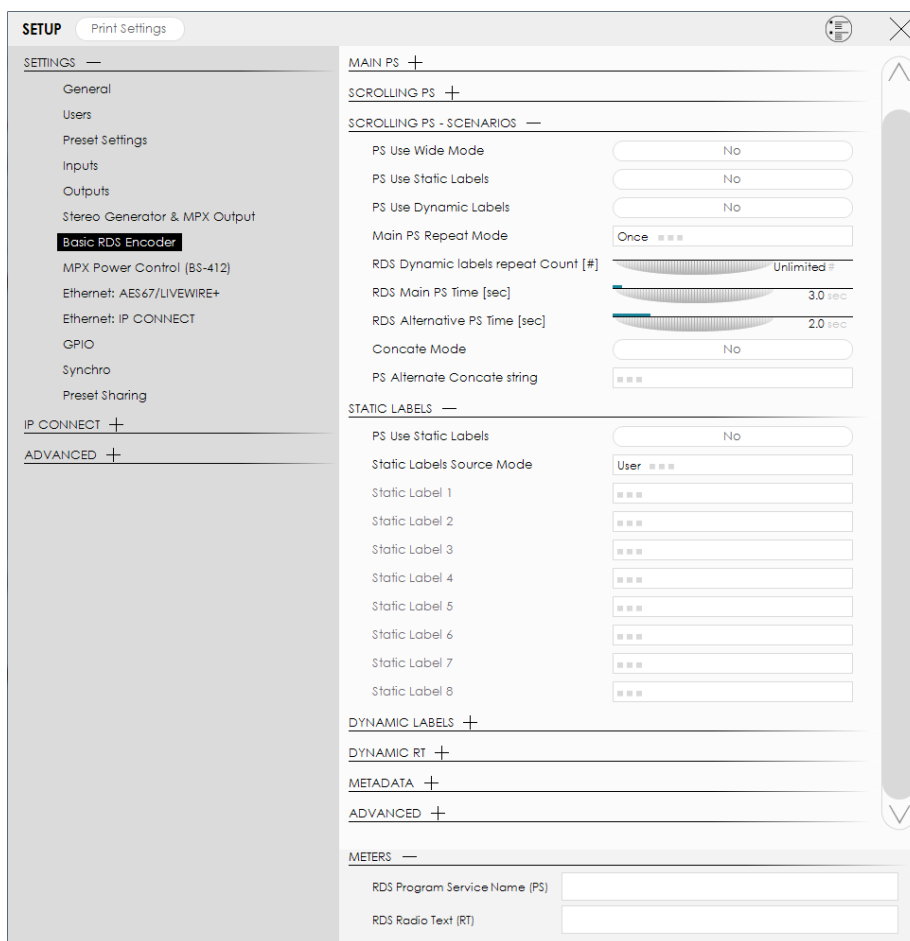 SETUP Print Settings
SETTINGS
General
Users
Preset Settings
Inputs
Outputs
Stereo Generator & MPX Output
Basic RDS Encoder
MPX Power Control (BS-412)
Ethernet: AES67/LIVEWIRE+
Ethernet: IP CONNECT
GPIO
Synchro
Preset Sharing
IP CONNECT
ADVANCED
MAIN PS
SCROLLING PS
SCROLLING PS - SCENARIOS
PS Use Wide Mode No
PS Use Static Labels No
PS Use Dynamic Labels No
Main PS Repeat Mode Once
RDS Dynamic labels repeat Count [#] Unlimited #
RDS Main PS Time [sec] 3.0 sec
RDS Alternative PS Time [sec] 2.0 sec
Concate Mode No
PS Alternate Concate string
STATIC LABELS
PS Use Static Labels No
Static Labels Source Mode User
Static Label 1
Static Label 2
Static Label 3
Static Label 4
Static Label 5
Static Label 6
Static Label 7
Static Label 8
DYNAMIC LABELS
DYNAMIC RT
METADATA
ADVANCED
METERS
RDS Program Service Name (PS)
RDS Radio Text (RT)